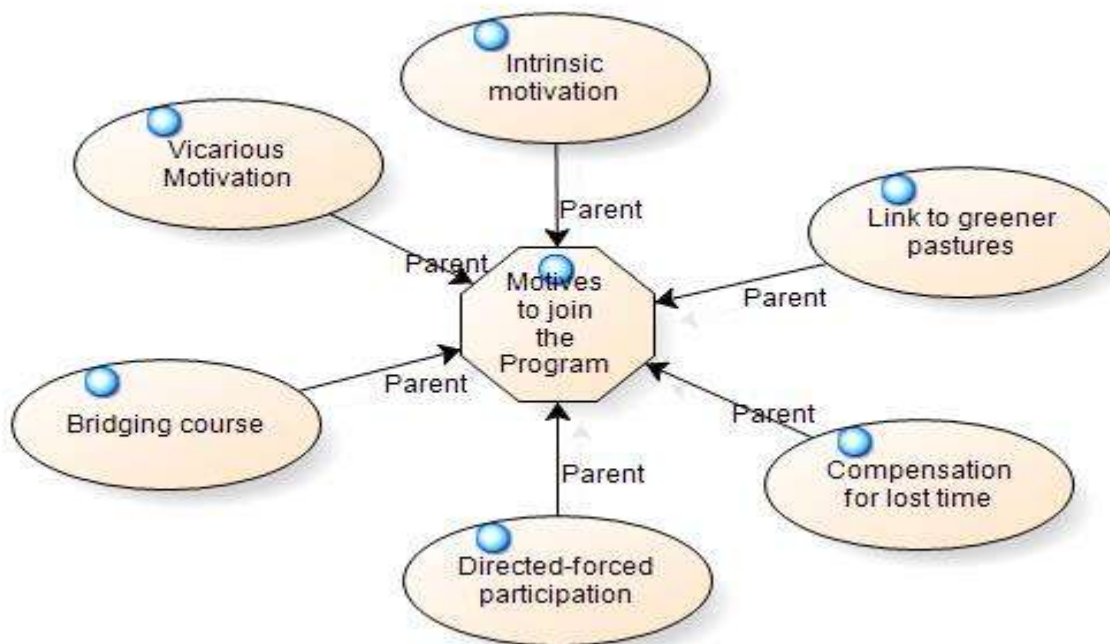 Intrinsic
motivation
Vicarious
Motivation
Link to greener
pastures
Parent
Parent
Parent
Motives
to join
the
Program
Parent
Parent
Bridging course
Parent
Compensation
for lost time
Directed-forced
participation